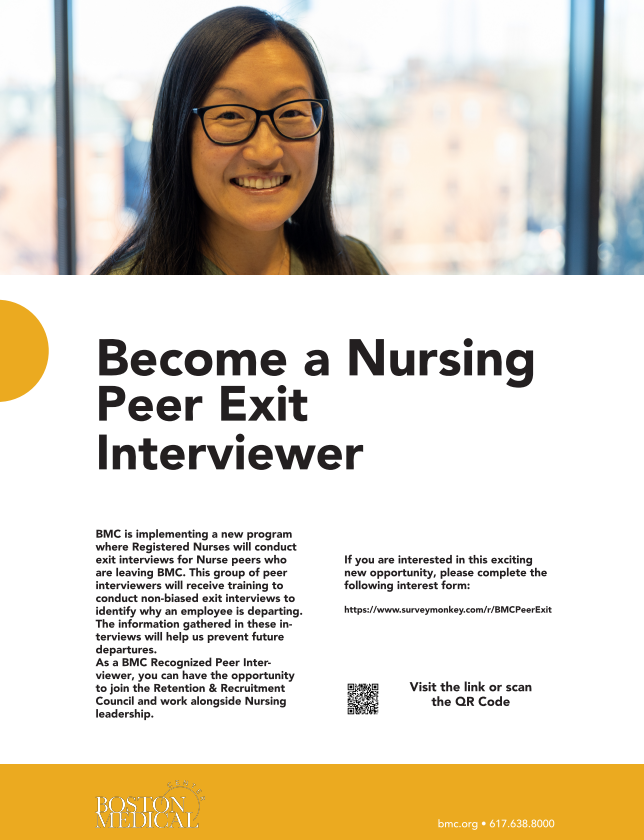 Become a Nursing
Peer Exit
Interviewer
BMC is implementing a new program
where Registered Nurses will conduct
exit interviews for Nurse peers who
are leaving BMC. This group of peer
interviewers will receive training to
conduct non-biased exit interviews to
identify why an employee is departing.
The information gathered in these in-
terviews will help us prevent future
departures.
As a BMC Recognized Peer Inter-
viewer, you can have the opportunity
to join the Retention & Recruitment
Council and work alongside Nursing
leadership.
If you are interested in this exciting
new opportunity, please complete the
following interest form:
https://www.surveymonkey.com/r/BMCPeerExit
Visit the link or scan
the QR Code
BOSTON
MEDICAL
bmc.org • 617.638.8000